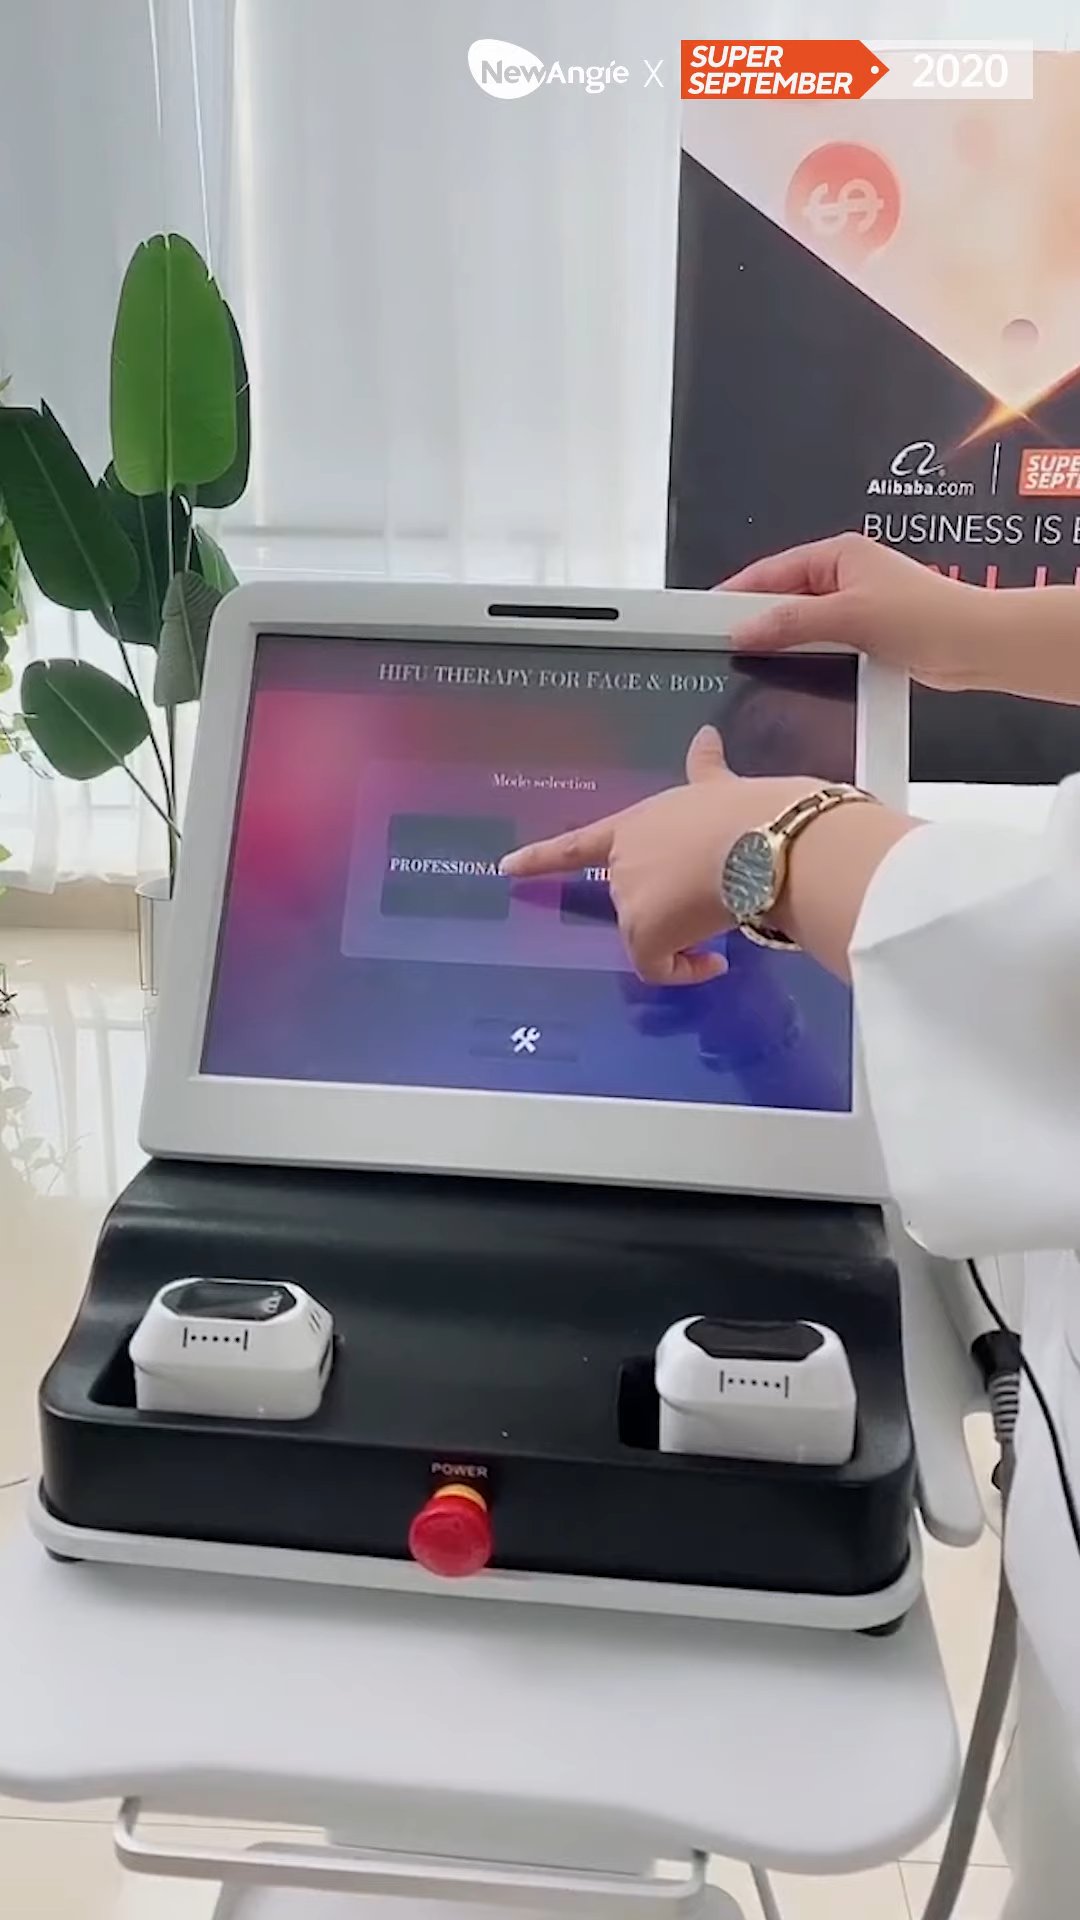 NewAngie X SUPER SEPTEMBER 2020
Alibaba.com
BUSINESS IS
HIFU THERAPY FOR FACE & BODY
Mode selection
PROFESSIONAL
POWER